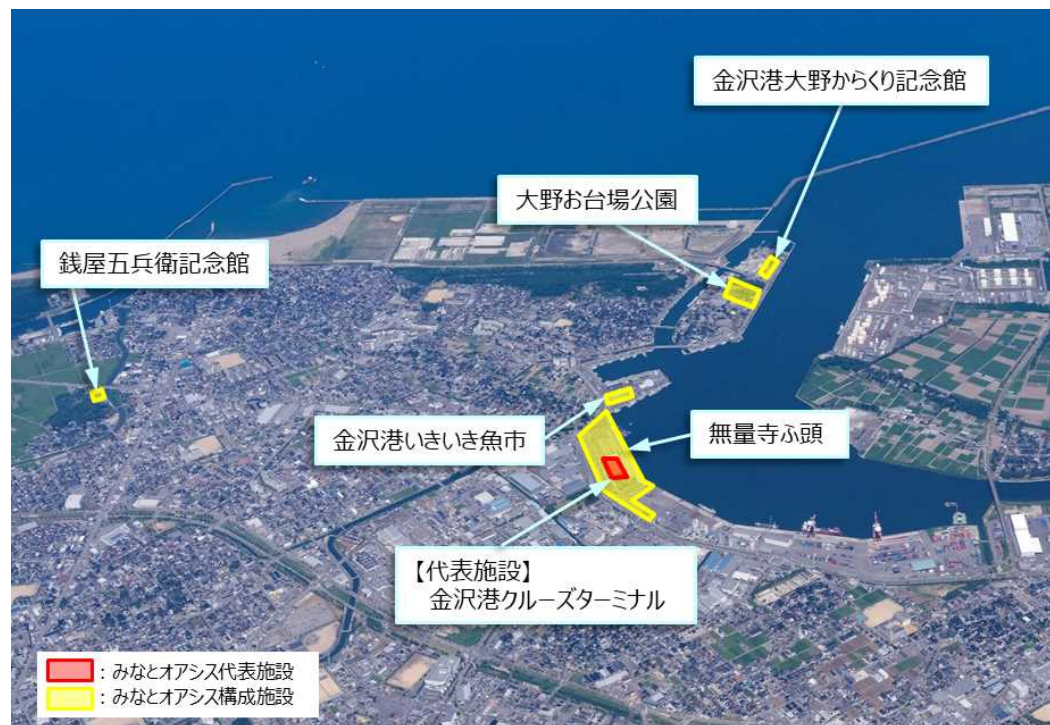 金沢港大野からくり記念館
大野お台場公園
銭屋五兵衛記念館
金沢港いきいき魚市
無量寺ふ頭
【代表施設】
金沢港クルーズターミナル
：みなとオアシス代表施設
：みなとオアシス構成施設